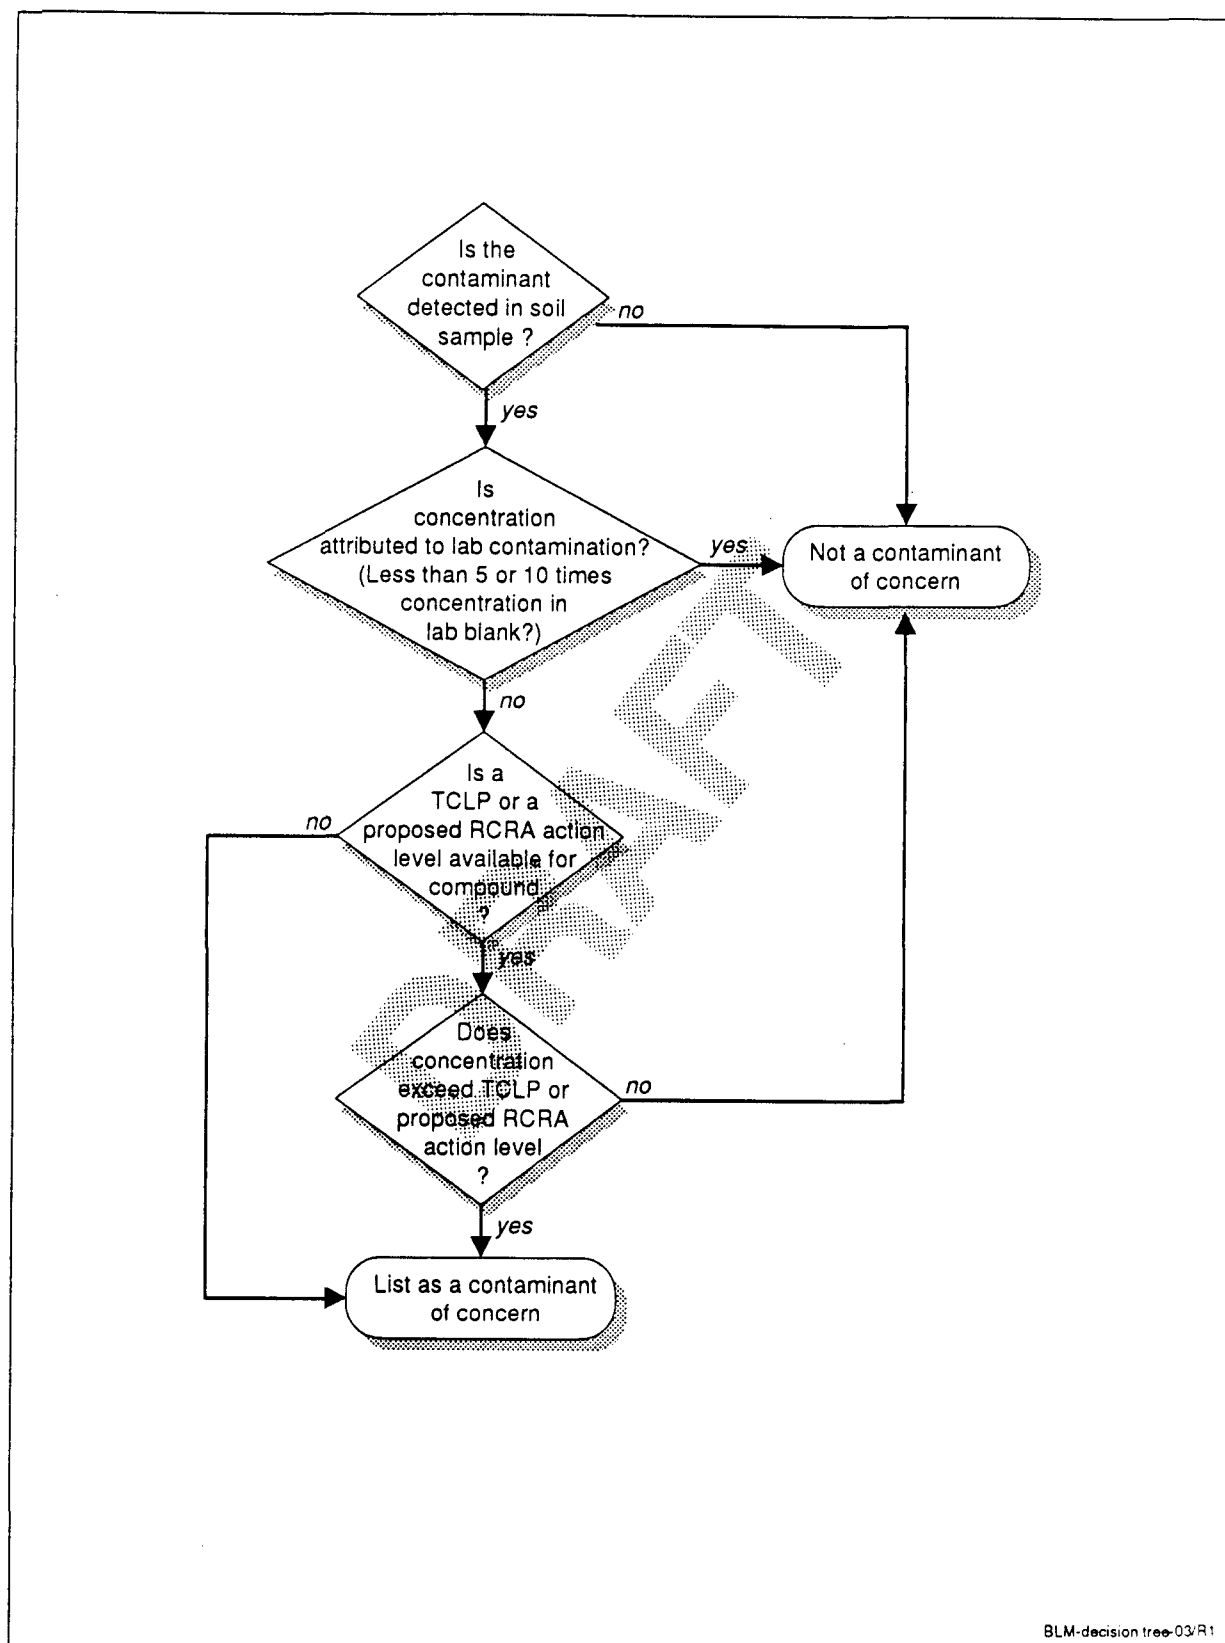 Is the
contaminant
detected in soil
sample ?
no
yes
Is
concentration
attributed to lab contamination?
(Less than 5 or 10 times
concentration in
lab blank?)
yes
Not a contaminant
of concern
no
Is a
TCLP or a
proposed RCRA action
level available for
compound
?
no
yes
Does
concentration
exceed TCLP or
proposed RCRA
action level
?
no
yes
List as a contaminant
of concern
DRAFT
BLM-decision tree-03/R1